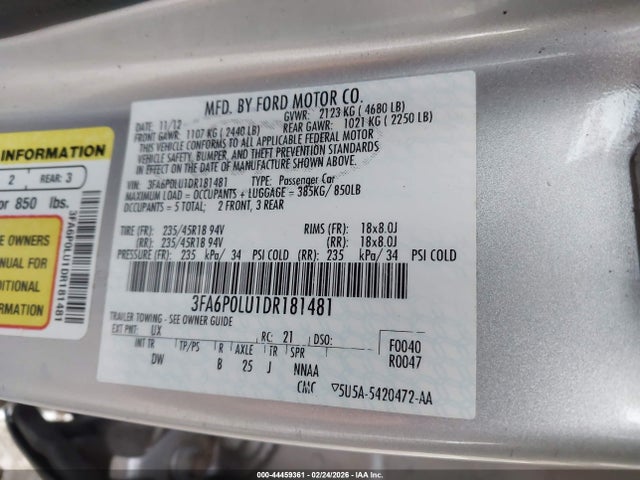 MFD. BY FORD MOTOR CO.
DATE: 11/12 GVWR: 2123 KG ( 4680 LB)
FRONT GAWR: 1107 KG ( 2440 LB) REAR GAWR: 1021 KG ( 2250 LB)
THIS VEHICLE CONFORMS TO ALL APPLICABLE FEDERAL MOTOR
VEHICLE SAFETY, BUMPER, AND THEFT PREVENTION STANDARDS
IN EFFECT ON THE DATE OF MANUFACTURE SHOWN ABOVE.
VIN: 3FA6P0LU1DR181481 TYPE: Passenger Car
MAXIMUM LOAD = OCCUPANTS + LUGGAGE = 385KG/ 850LB
OCCUPANTS = 5 TOTAL; 2 FRONT, 3 REAR
TIRE (FR): 235/45R18 94V RIMS (FR): 18x8.0J
(RR): 235/45R18 94V (RR): 18x8.0J
PRESSURE (FR): 235 kPa/ 34 PSI COLD (RR): 235 kPa/ 34 PSI COLD
3FA6P0LU1DR181481
TRAILER TOWING - SEE OWNER GUIDE
EXT PNT: UX RC: 21 DSO: F0040
INT TR TP/PS R AXLE TR SPR R0047
DW B 25 J NNAA
CMC ▽5U5A-5420472-AA
INFORMATION
2 REAR: 3
or 850 lbs.
E OWNERS
NUAL FOR
DITIONAL
RMATION
3FA6P0LU1DR181481
000-44459361 - 02/24/2026 - IAAI.COM - COPART